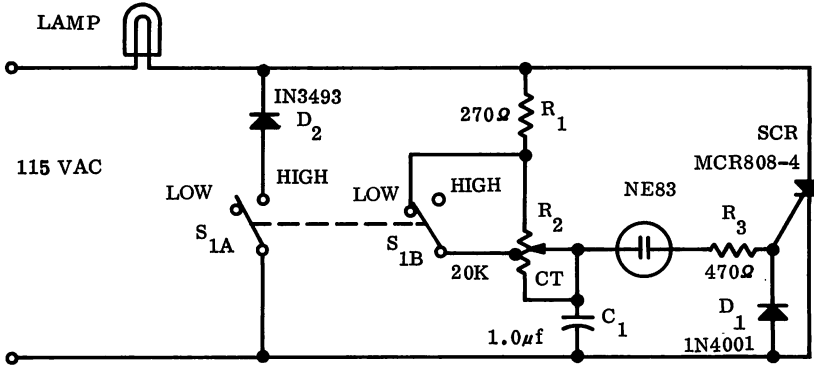 LAMP
IN3493
D2
270Ω
R1
SCR
MCR808-4
115 VAC
LOW
HIGH
LOW
HIGH
NE83
S1A
S1B
R2
R3
20K
CT
470Ω
1.0μf
C1
D1
1N4001